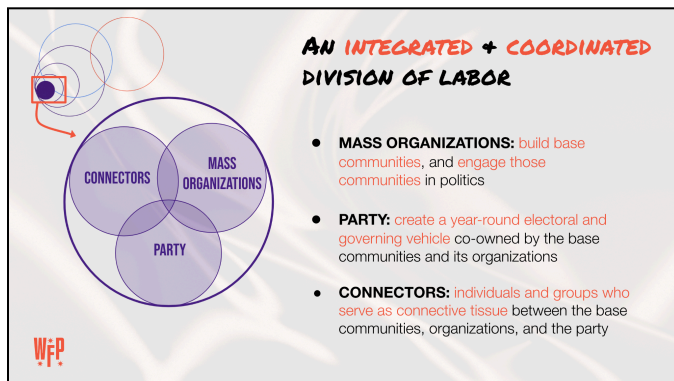 AN INTEGRATED + COORDINATED
DIVISION OF LABOR
CONNECTORS
MASS
ORGANIZATIONS
PARTY
● MASS ORGANIZATIONS: build base
communities, and engage those
communities in politics
● PARTY: create a year-round electoral and
governing vehicle co-owned by the base
communities and its organizations
● CONNECTORS: individuals and groups who
serve as connective tissue between the base
communities, organizations, and the party
WFP